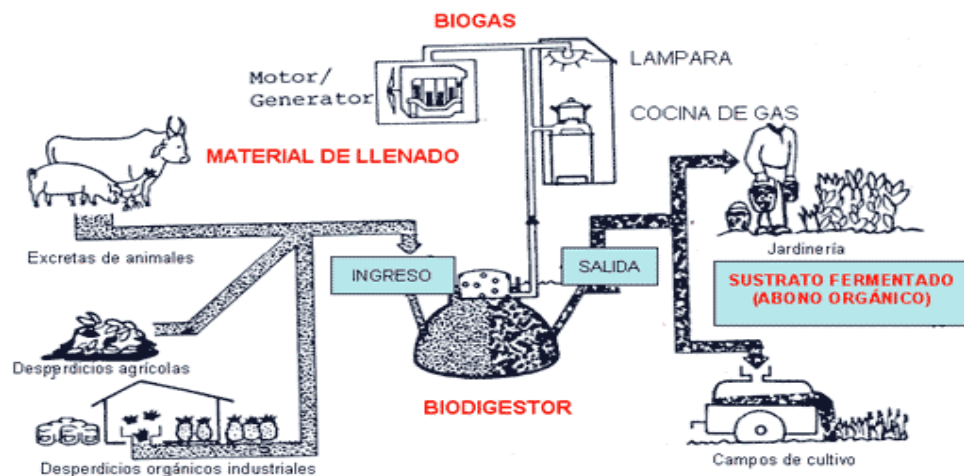 BIOGAS
LAMPARA
Motor/
Generator
COCINA DE GAS
MATERIAL DE LLENADO
Excretas de animales
INGRESO
SALIDA
Jardinería
SUSTRATO FERMENTADO
(ABONO ORGÁNICO)
Desperdicios agrícolas
BIODIGESTOR
Desperdicios orgánicos industriales
Campos de cultivo